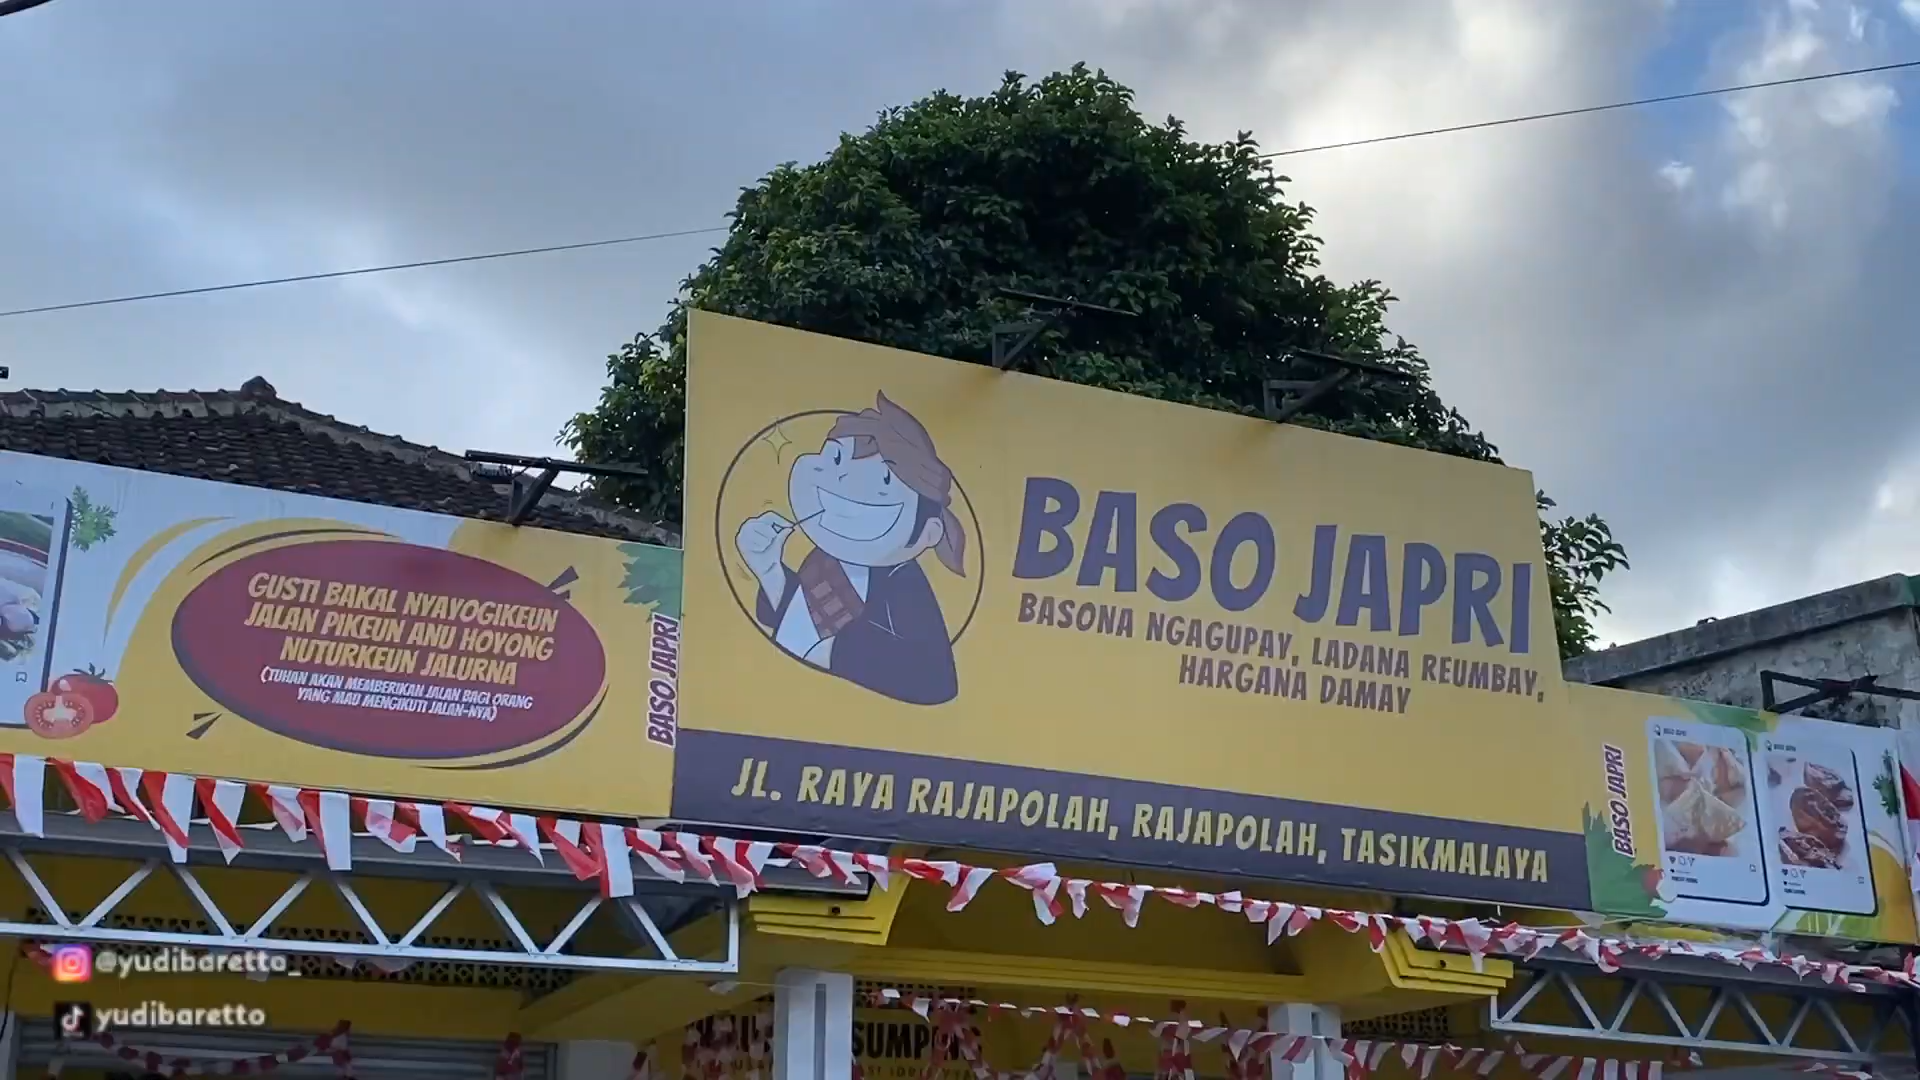 GUSTI BAKAL NYAYOGIKEUN
JALAN PIKEUN ANU HOYONG
NUTURKEUN JALURNA
(TUHAN AKAN MEMBERIKAN JALAN BAGI ORANG
YANG MAU MENGIKUTI JALAN-NYA)
BASO JAPRI
BASO JAPRI
BASONA NGAGUPAY, LADANA REUMBAY,
HARGANA DAMAY
JL. RAYA RAJAPOLAH, RAJAPOLAH, TASIKMALAYA
BASO JAPRI
@yudibaretto_
yudibaretto